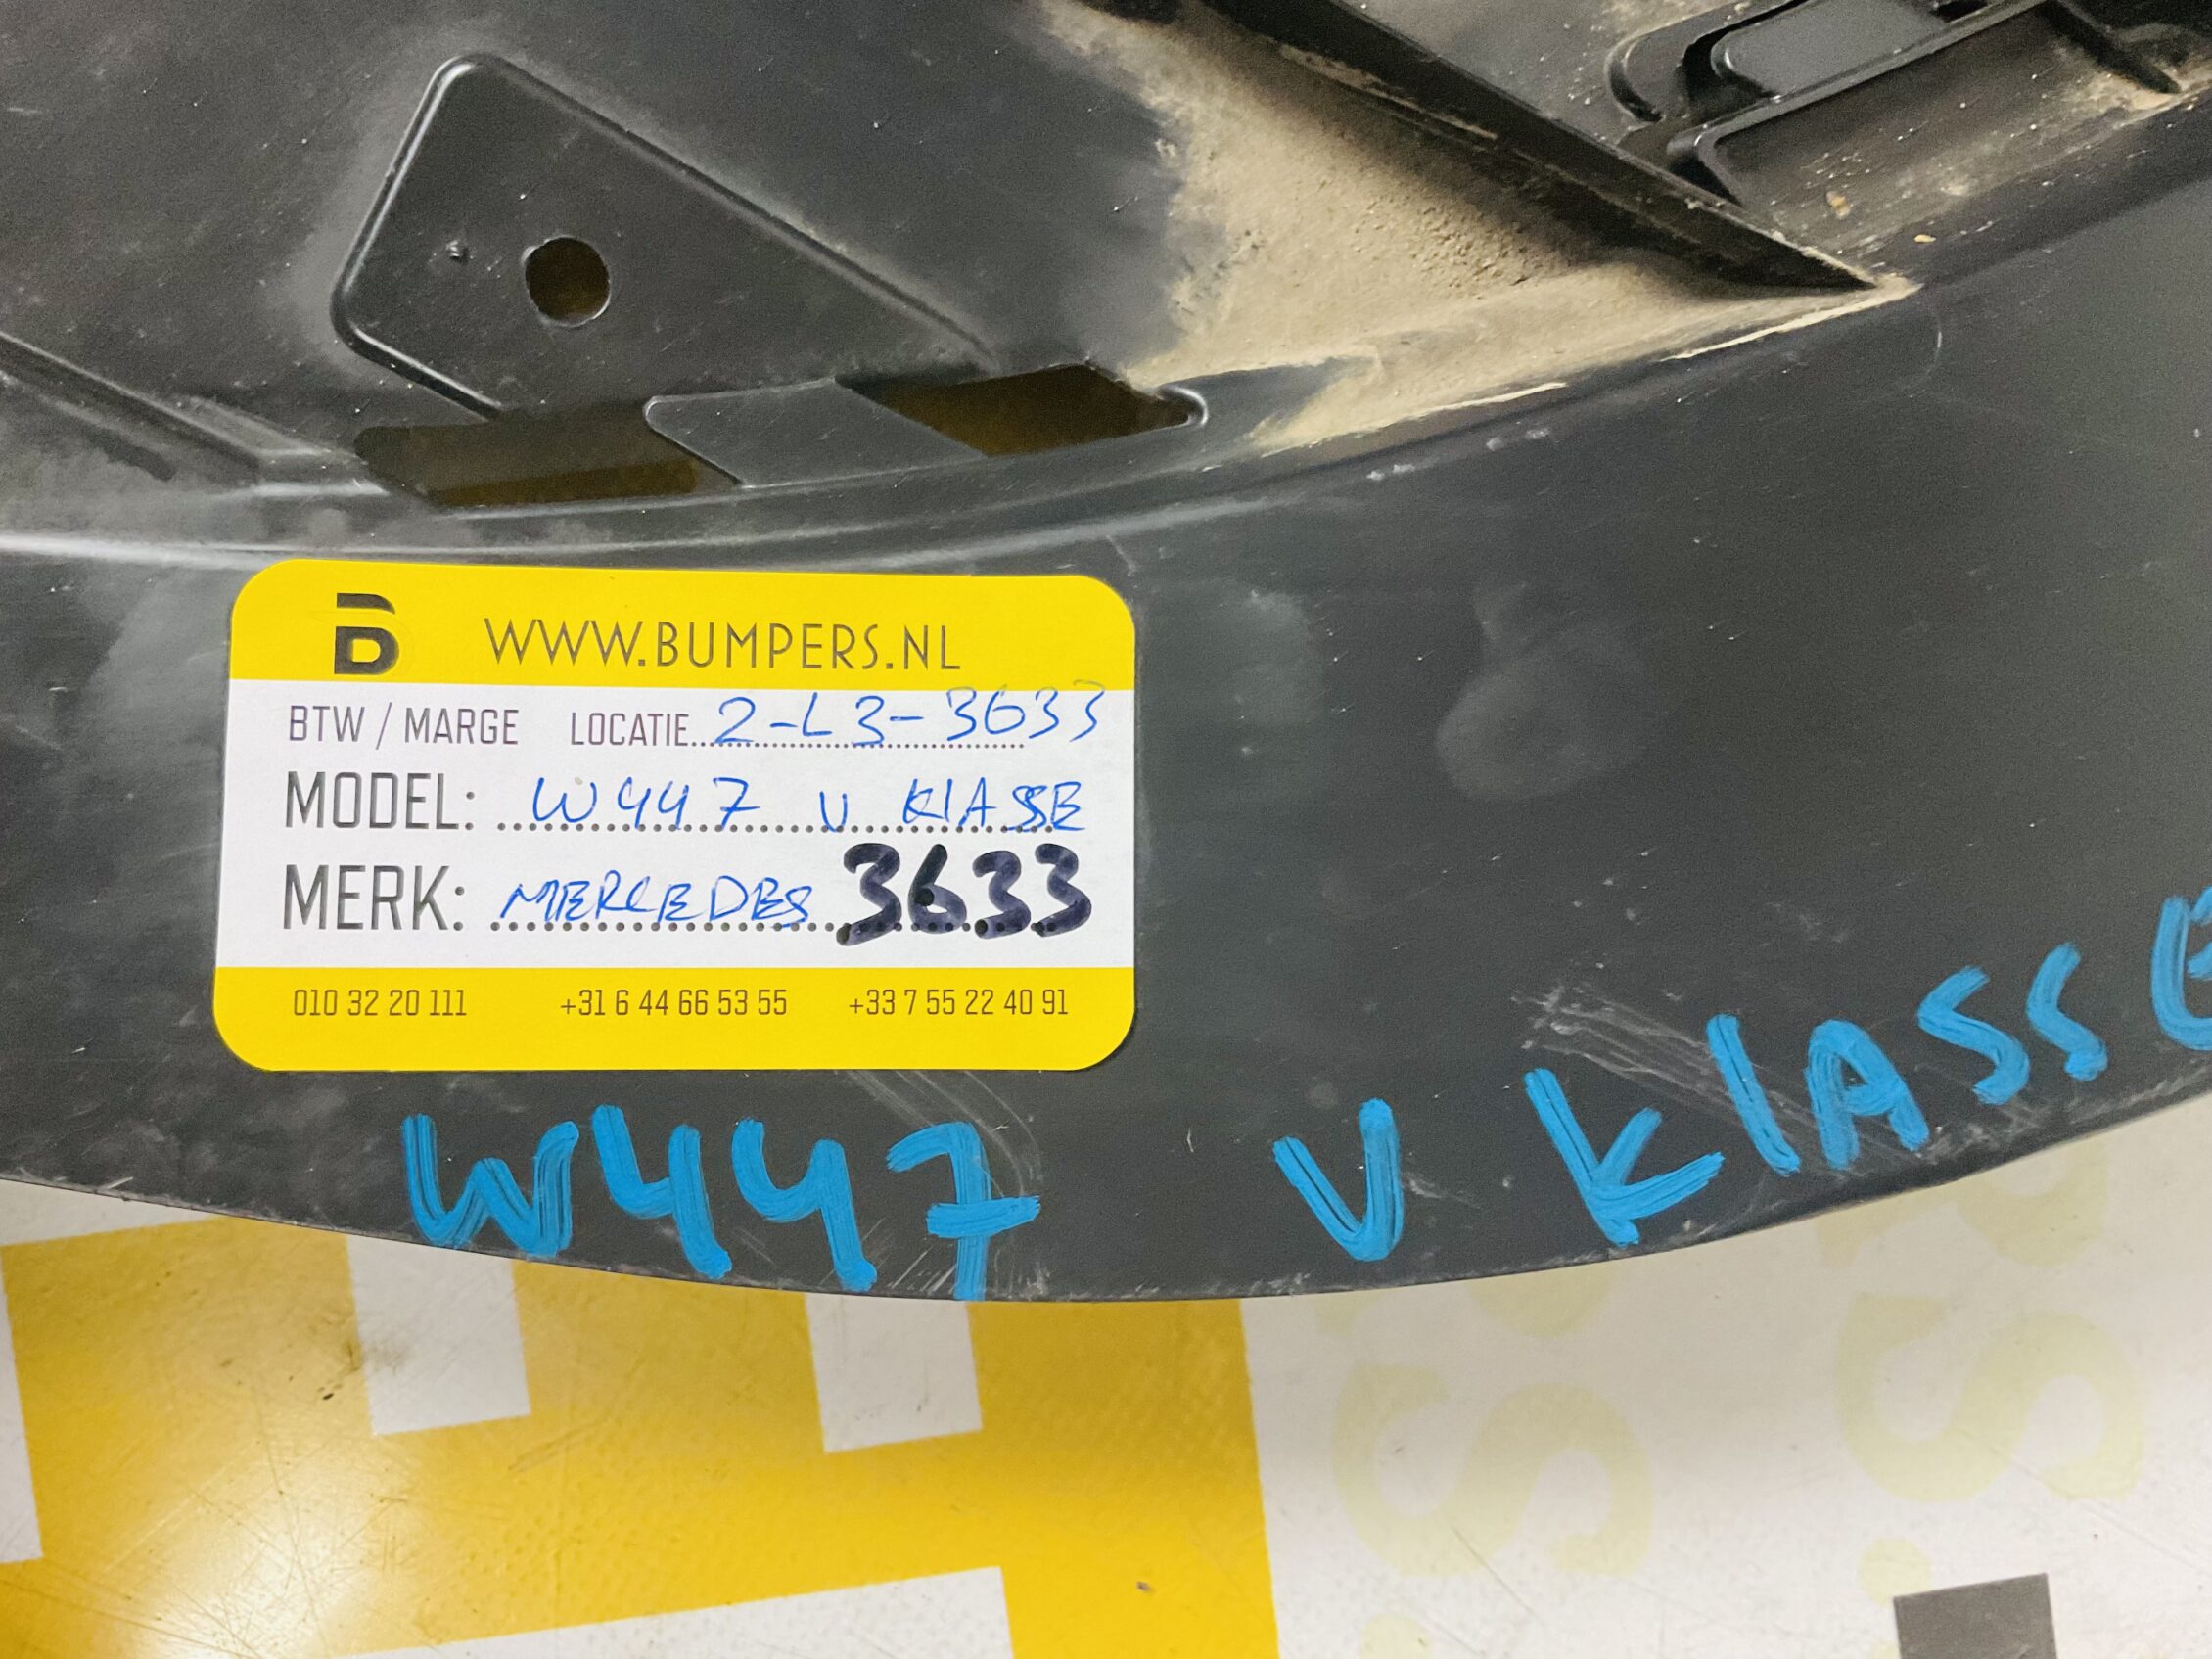 B WWW.BUMPERS.NL
BTW / MARGE LOCATIE 2-L3-3633
MODEL: W447 V KlASSE
MERK: MERCEDES 3633
010 32 20 111 +31 6 44 66 53 55 +33 7 55 22 40 91
W447 V KlASSE